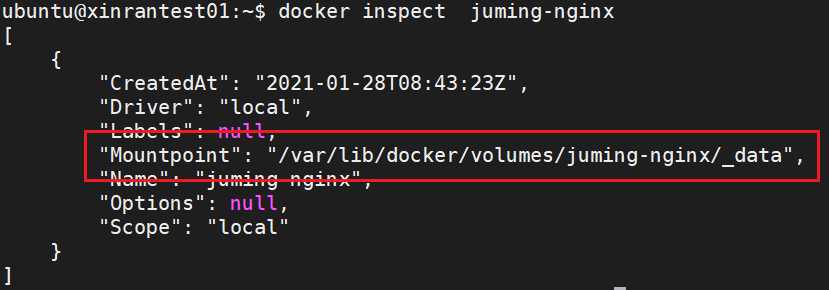 ubuntu@xinrantest01:~$ docker inspect  juming-nginx
[
    {
        "CreatedAt": "2021-01-28T08:43:23Z",
        "Driver": "local",
        "Labels": null,
        "Mountpoint": "/var/lib/docker/volumes/juming-nginx/_data",
        "Name": "juming-nginx",
        "Options": null,
        "Scope": "local"
    }
]